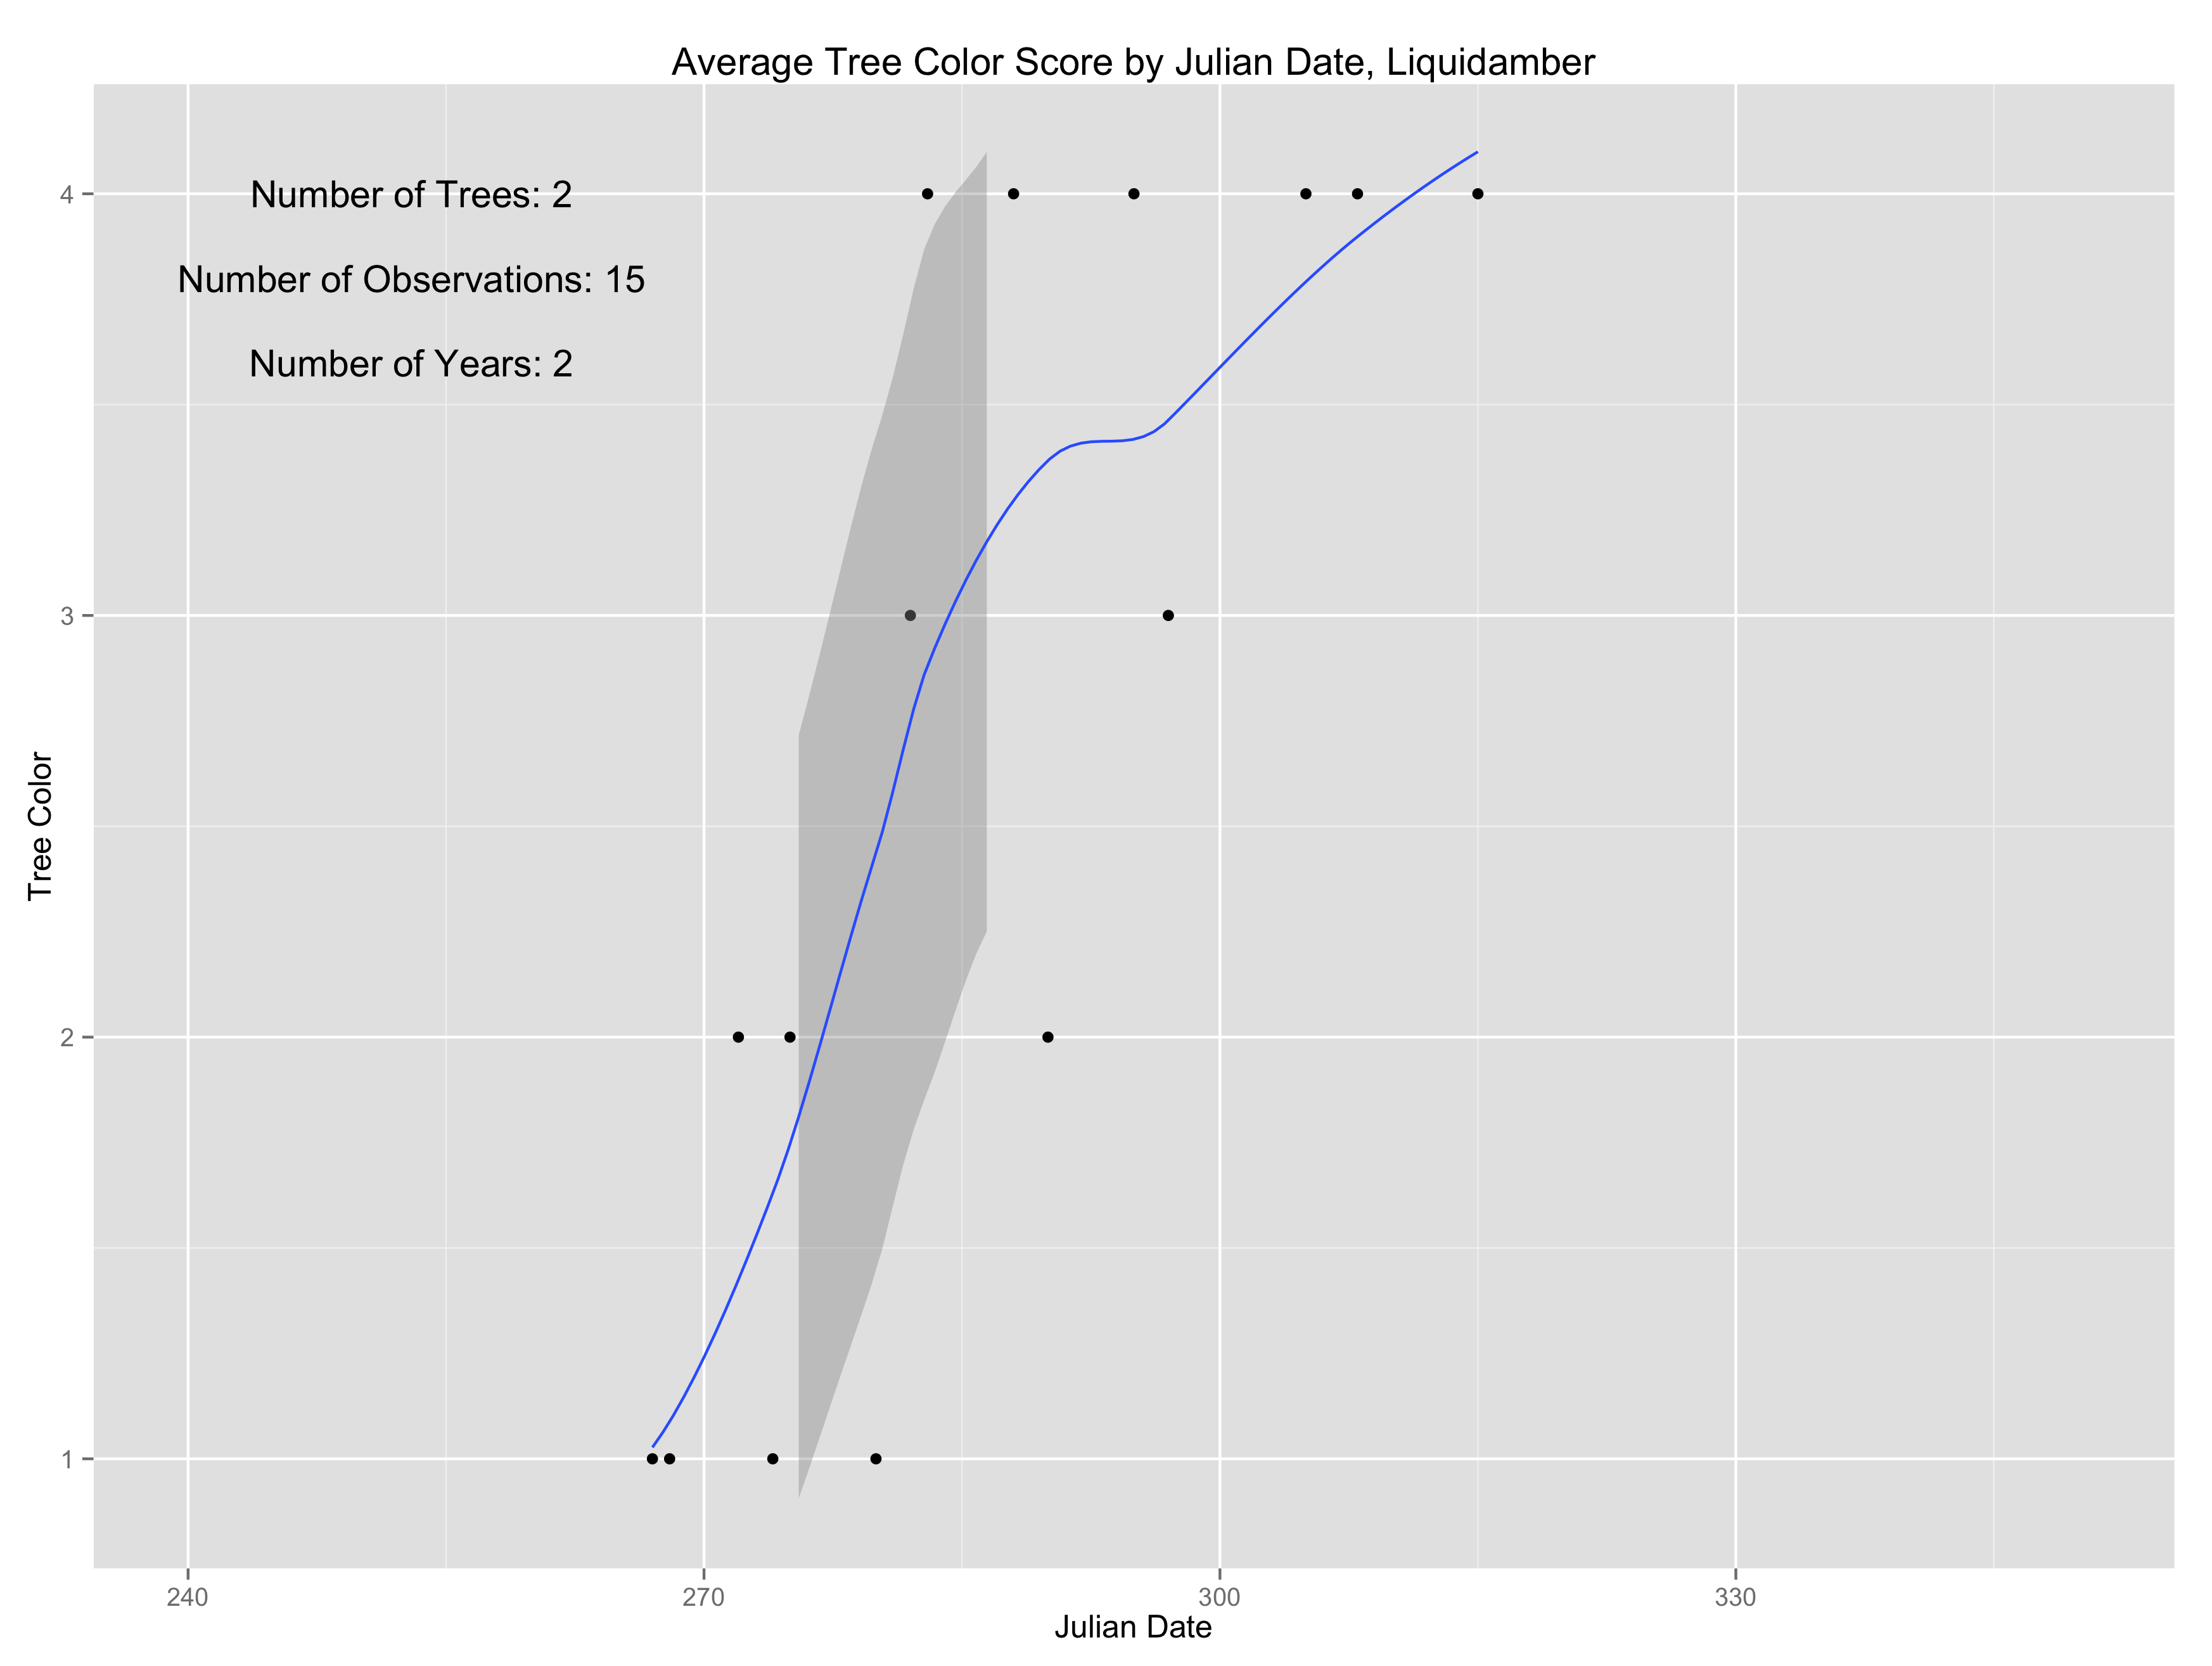 Average Tree Color Score by Julian Date, Liquidamber
Number of Trees: 2
Number of Observations: 15
Number of Years: 2
Tree Color
4
3
2
1
240 270 300 330
Julian Date